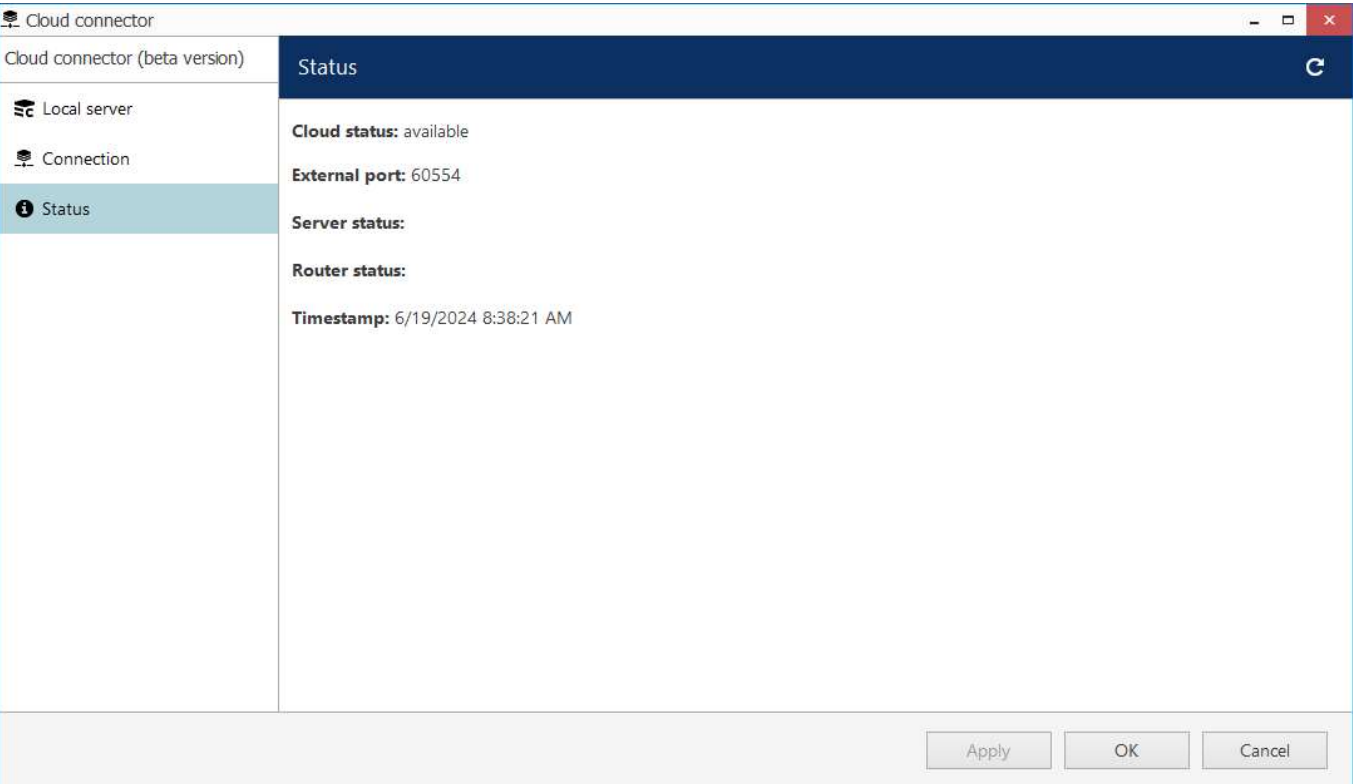 Cloud connector
Cloud connector (beta version)
Local server
Connection
Status
Status
Cloud status: available
External port: 60554
Server status:
Router status:
Timestamp: 6/19/2024 8:38:21 AM
Apply
OK
Cancel